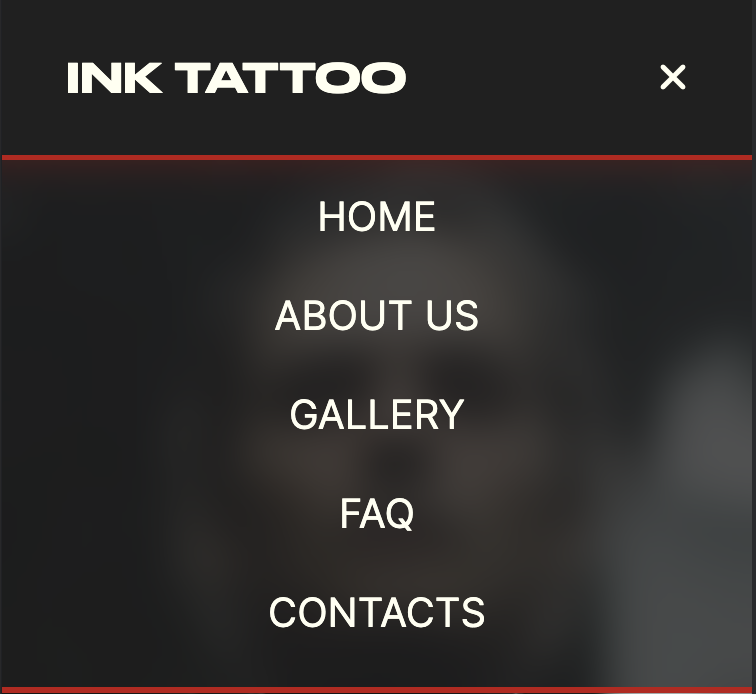 INK TATTOO
HOME
ABOUT US
GALLERY
FAQ
CONTACTS